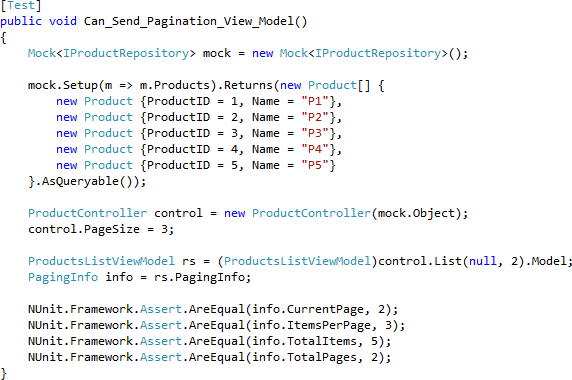 [Test]
public void Can_Send_Pagination_View_Model()
{
    Mock<IProductRepository> mock = new Mock<IProductRepository>();

    mock.Setup(m => m.Products).Returns(new Product[] {
        new Product {ProductID = 1, Name = "P1"},
        new Product {ProductID = 2, Name = "P2"},
        new Product {ProductID = 3, Name = "P3"},
        new Product {ProductID = 4, Name = "P4"},
        new Product {ProductID = 5, Name = "P5"}
    }.AsQueryable());

    ProductController control = new ProductController(mock.Object);
    control.PageSize = 3;

    ProductsListViewModel rs = (ProductsListViewModel)control.List(null, 2).Model;
    PagingInfo info = rs.PagingInfo;

    NUnit.Framework.Assert.AreEqual(info.CurrentPage, 2);
    NUnit.Framework.Assert.AreEqual(info.ItemsPerPage, 3);
    NUnit.Framework.Assert.AreEqual(info.TotalItems, 5);
    NUnit.Framework.Assert.AreEqual(info.TotalPages, 2);
}